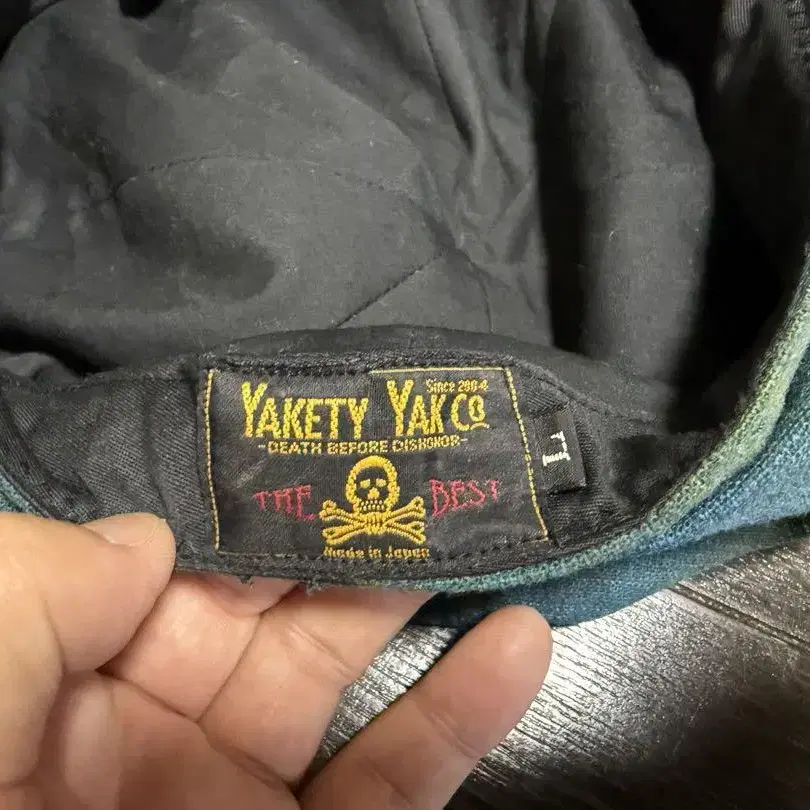 Since 2004
YAKETY YAK CO
-DEATH BEFORE DISHONOR-
THE BEST
Made in Japan
L